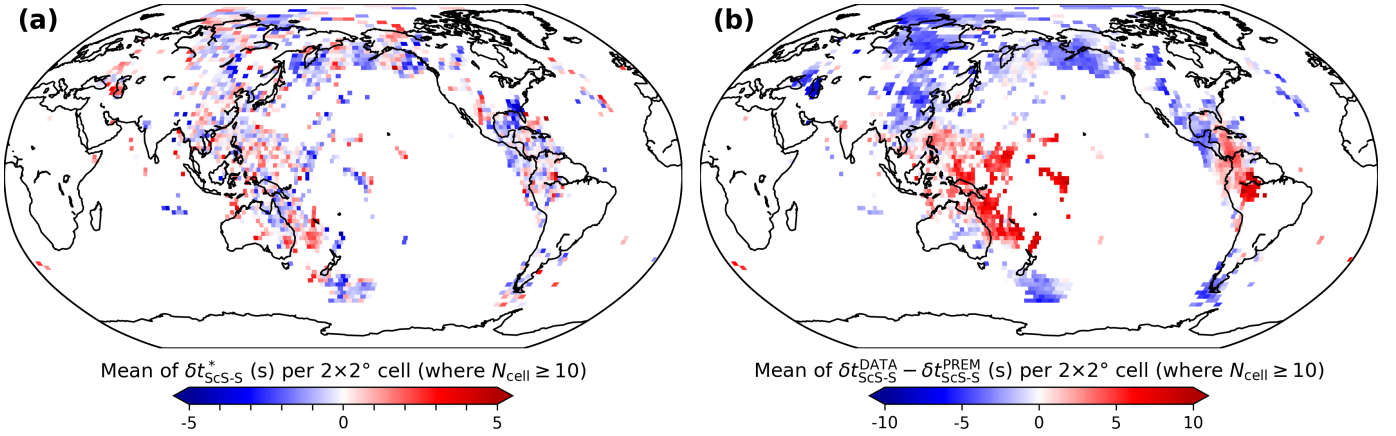 (a)
(b)
Mean of δt*ScS-S (s) per 2×2° cell (where Ncell ≥ 10)
-5 0 5
Mean of δtDATAScS-S − δtPREMScS-S (s) per 2×2° cell (where Ncell ≥ 10)
-10 -5 0 5 10